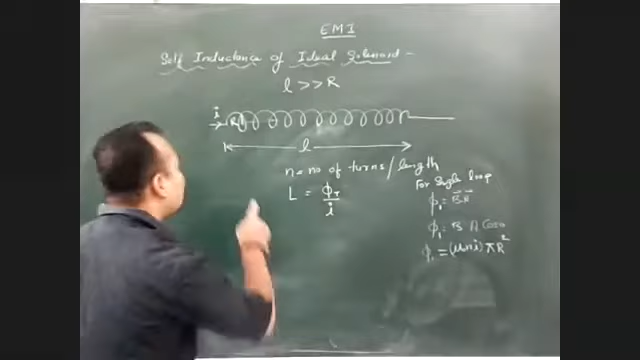 EMI
Self Inductance of Ideal Solenoid -
l >> R
i
R
l
n = no of turns / length
L = ϕT / i
For single loop
ϕ1 = B⃗.A⃗
ϕ1 = B A Cos0
ϕ1 = (μ0ni) πR²